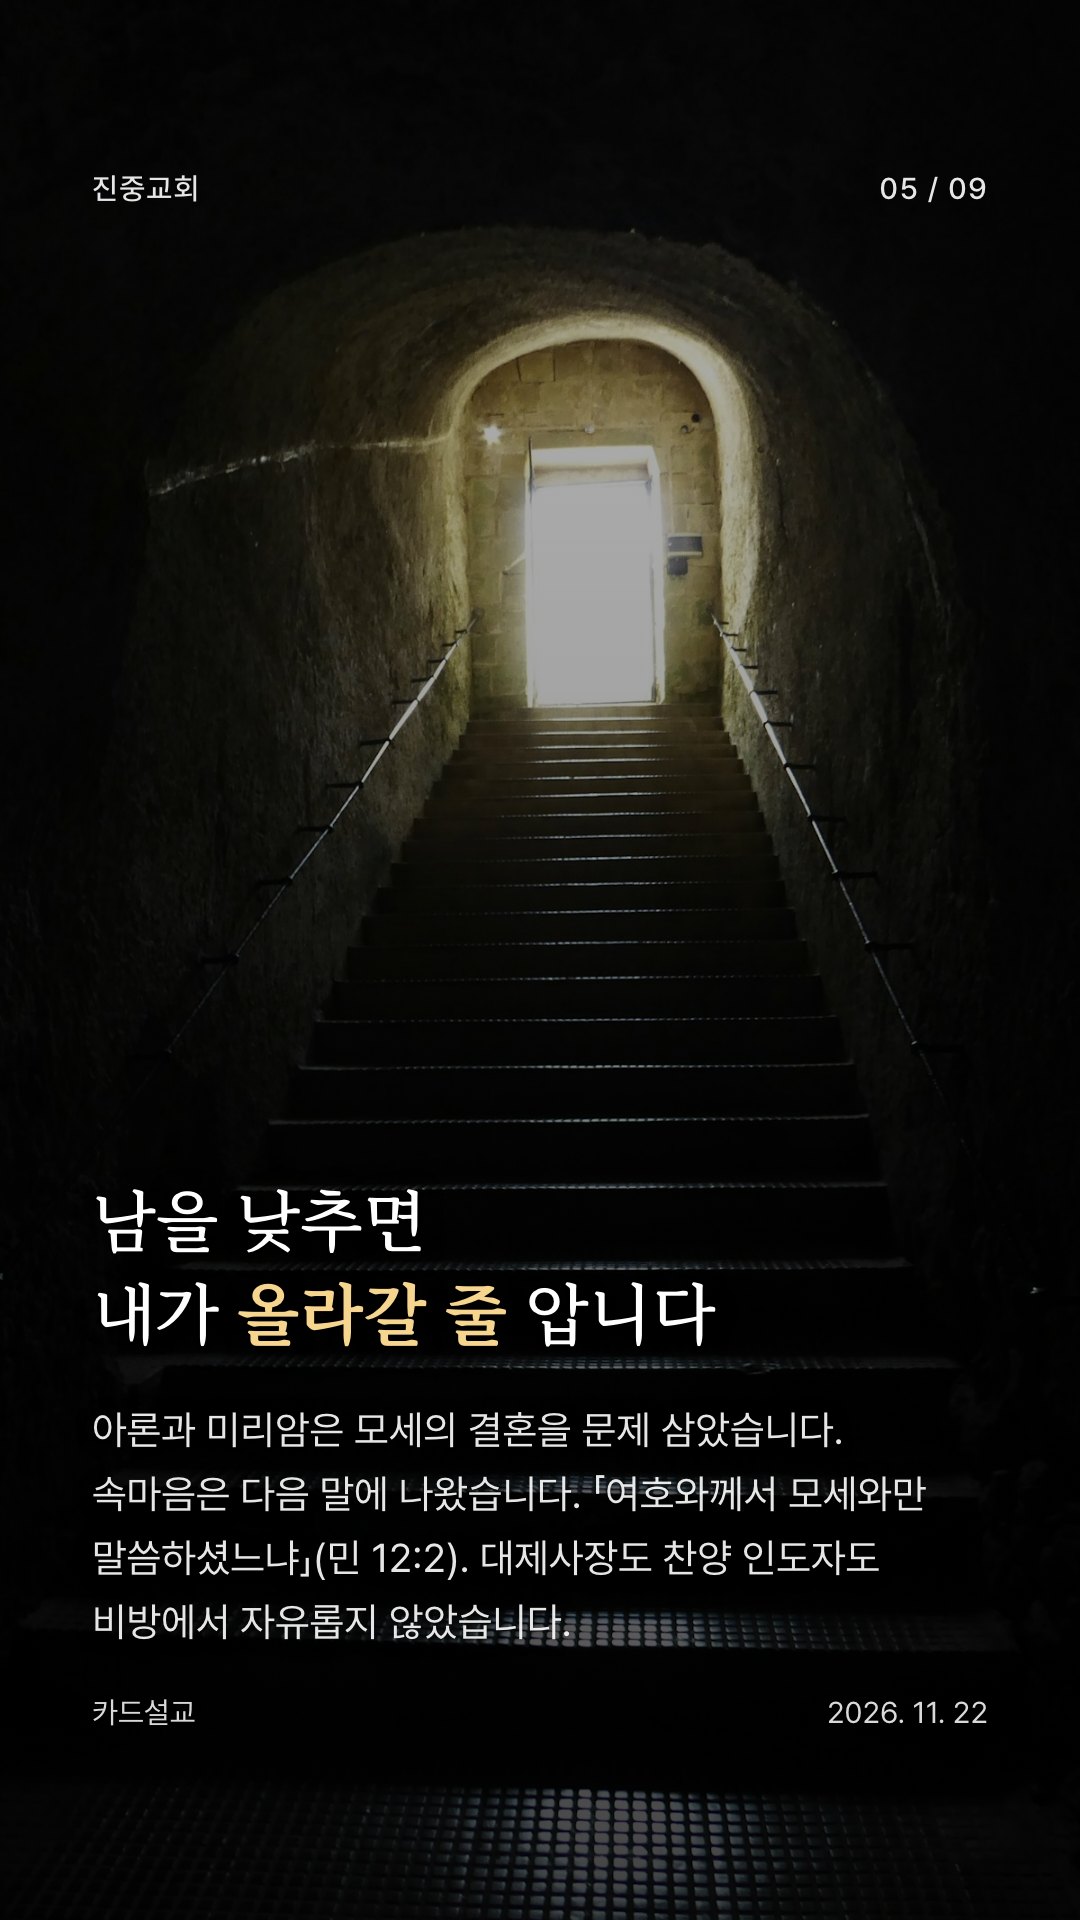 진중교회
05 / 09
남을 낮추면
내가 올라갈 줄 압니다
아론과 미리암은 모세의 결혼을 문제 삼았습니다.
속마음은 다음 말에 나왔습니다. 「여호와께서 모세와만
말씀하셨느냐」(민 12:2). 대제사장도 찬양 인도자도
비방에서 자유롭지 않았습니다.
카드설교
2026. 11. 22